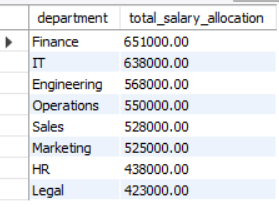 department total_salary_allocation
Finance 651000.00
IT 638000.00
Engineering 568000.00
Operations 550000.00
Sales 528000.00
Marketing 525000.00
HR 438000.00
Legal 423000.00